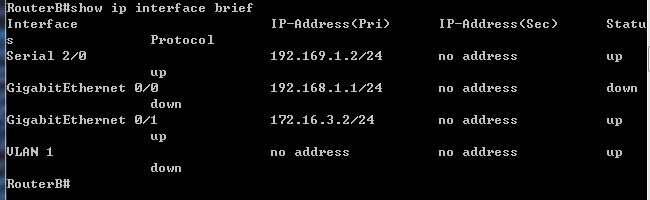 RouterB#show ip interface brief
Interface IP-Address(Pri) IP-Address(Sec) Statu
s Protocol
Serial 2/0 192.169.1.2/24 no address up
up
GigabitEthernet 0/0 192.168.1.1/24 no address down
down
GigabitEthernet 0/1 172.16.3.2/24 no address up
up
VLAN 1 no address no address up
down
RouterB#